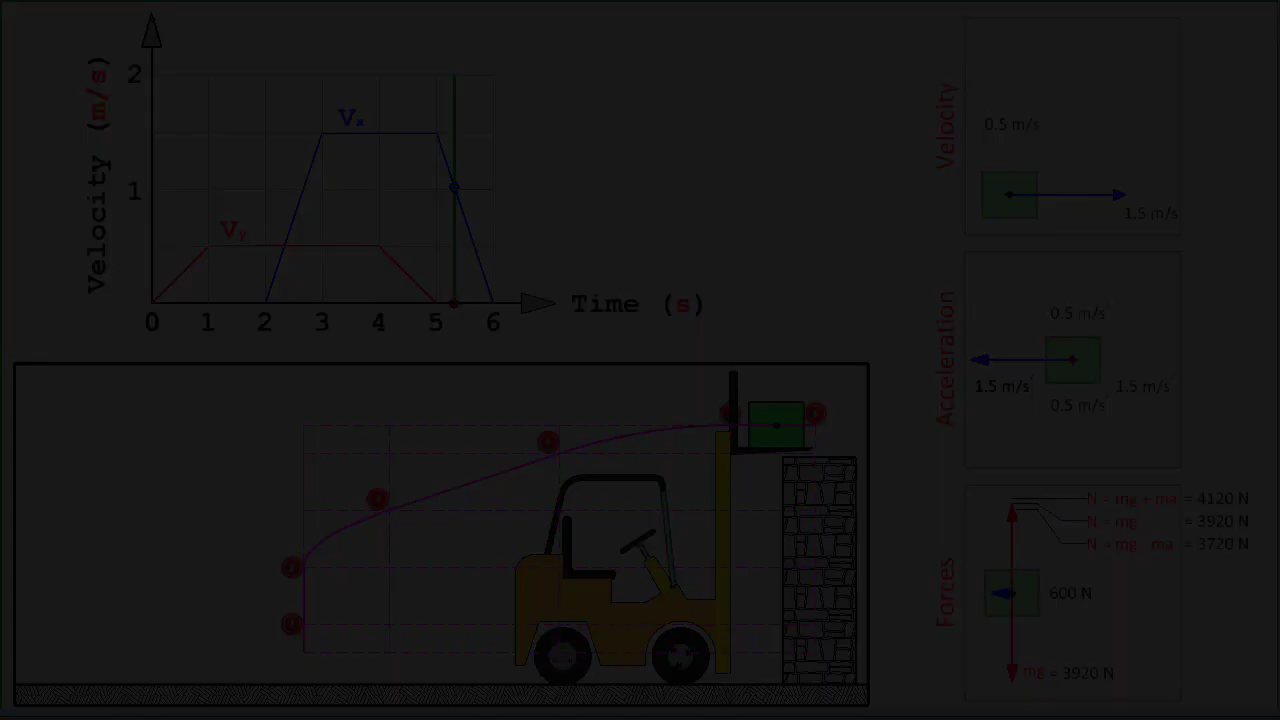 Velocity (m/s)
2
1
Vx
Vy
0 1 2 3 4 5 6
Time (s)
Velocity
0.5 m/s
1.5 m/s
Acceleration
0.5 m/s
1.5 m/s
1.5 m/s
0.5 m/s
Forces
N = mg + ma = 4120 N
N = mg = 3920 N
N = mg - ma = 3720 N
600 N
mg = 3920 N